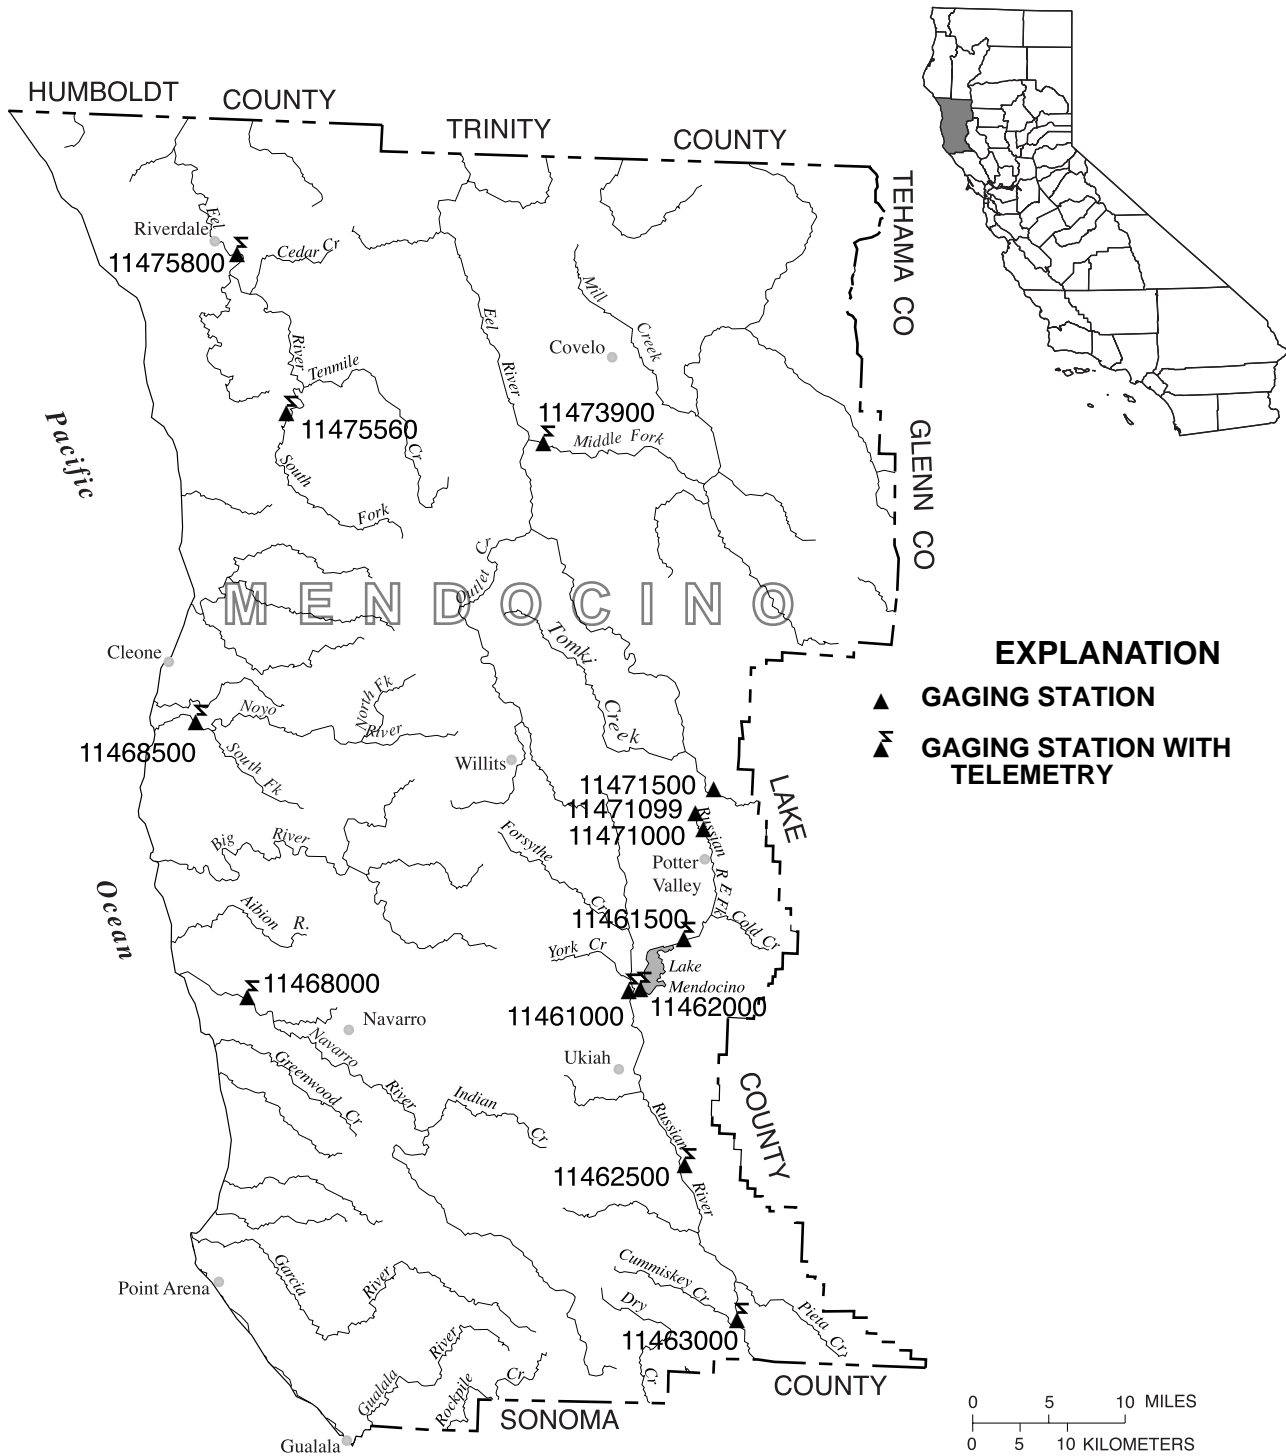 HUMBOLDT COUNTY
TRINITY COUNTY
TEHAMA CO
GLENN CO
LAKE
COUNTY
SONOMA
COUNTY
Pacific
Ocean
MENDOCINO
Riverdale
Eel
11475800
Cedar Cr
River
Tenmile
Cr
11475560
South
Fork
Eel
River
Mill
Creek
Covelo
11473900
Middle Fork
Outlet Cr
Tomki
Creek
Cleone
Noyo
North Fk
River
11468500
South Fk
Willits
11471500
11471099
11471000
Russian R E Fk
Potter
Valley
Big River
Forsythe
Cr
Albion R.
11461500
Cold Cr
York Cr
Lake
Mendocino
11468000
11461000
11462000
Navarro
Navarro
River
Ukiah
Greenwood Cr
Indian
Cr
Russian
River
11462500
Garcia
River
Point Arena
Cummiskey Cr
Dry
Cr
Pieta Cr
11463000
Gualala
River
Rockpile
Cr
Gualala
EXPLANATION
GAGING STATION
GAGING STATION WITH
TELEMETRY
0 5 10 MILES
0 5 10 KILOMETERS